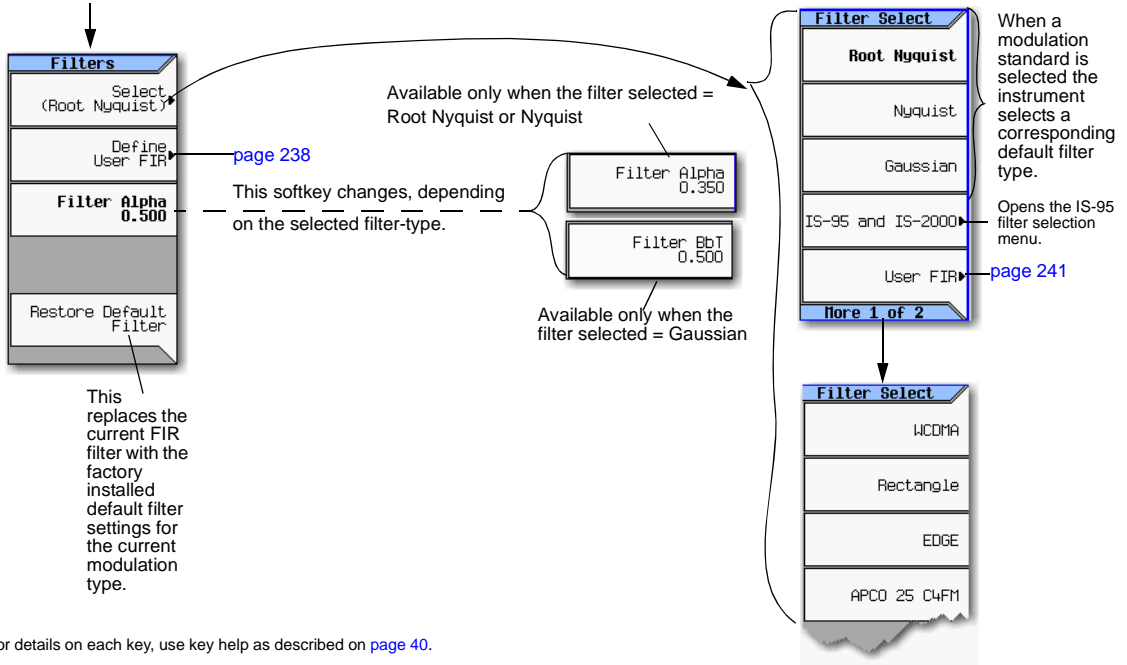 Filters
Select
(Root Nyquist)
Define
User FIR
page 238
Filter Alpha
0.500
Restore Default
Filter
This
replaces the
current FIR
filter with the
factory
installed
default filter
settings for
the current
modulation
type.
This softkey changes, depending
on the selected filter-type.
Available only when the filter selected =
Root Nyquist or Nyquist
Filter Alpha
0.350
Filter BbT
0.500
Available only when the
filter selected = Gaussian
Filter Select
Root Nyquist
Nyquist
Gaussian
IS-95 and IS-2000
User FIR
More 1 of 2
When a
modulation
standard is
selected the
instrument
selects a
corresponding
default filter
type.
Opens the IS-95
filter selection
menu.
page 241
Filter Select
WCDMA
Rectangle
EDGE
APCO 25 C4FM
or details on each key, use key help as described on page 40.